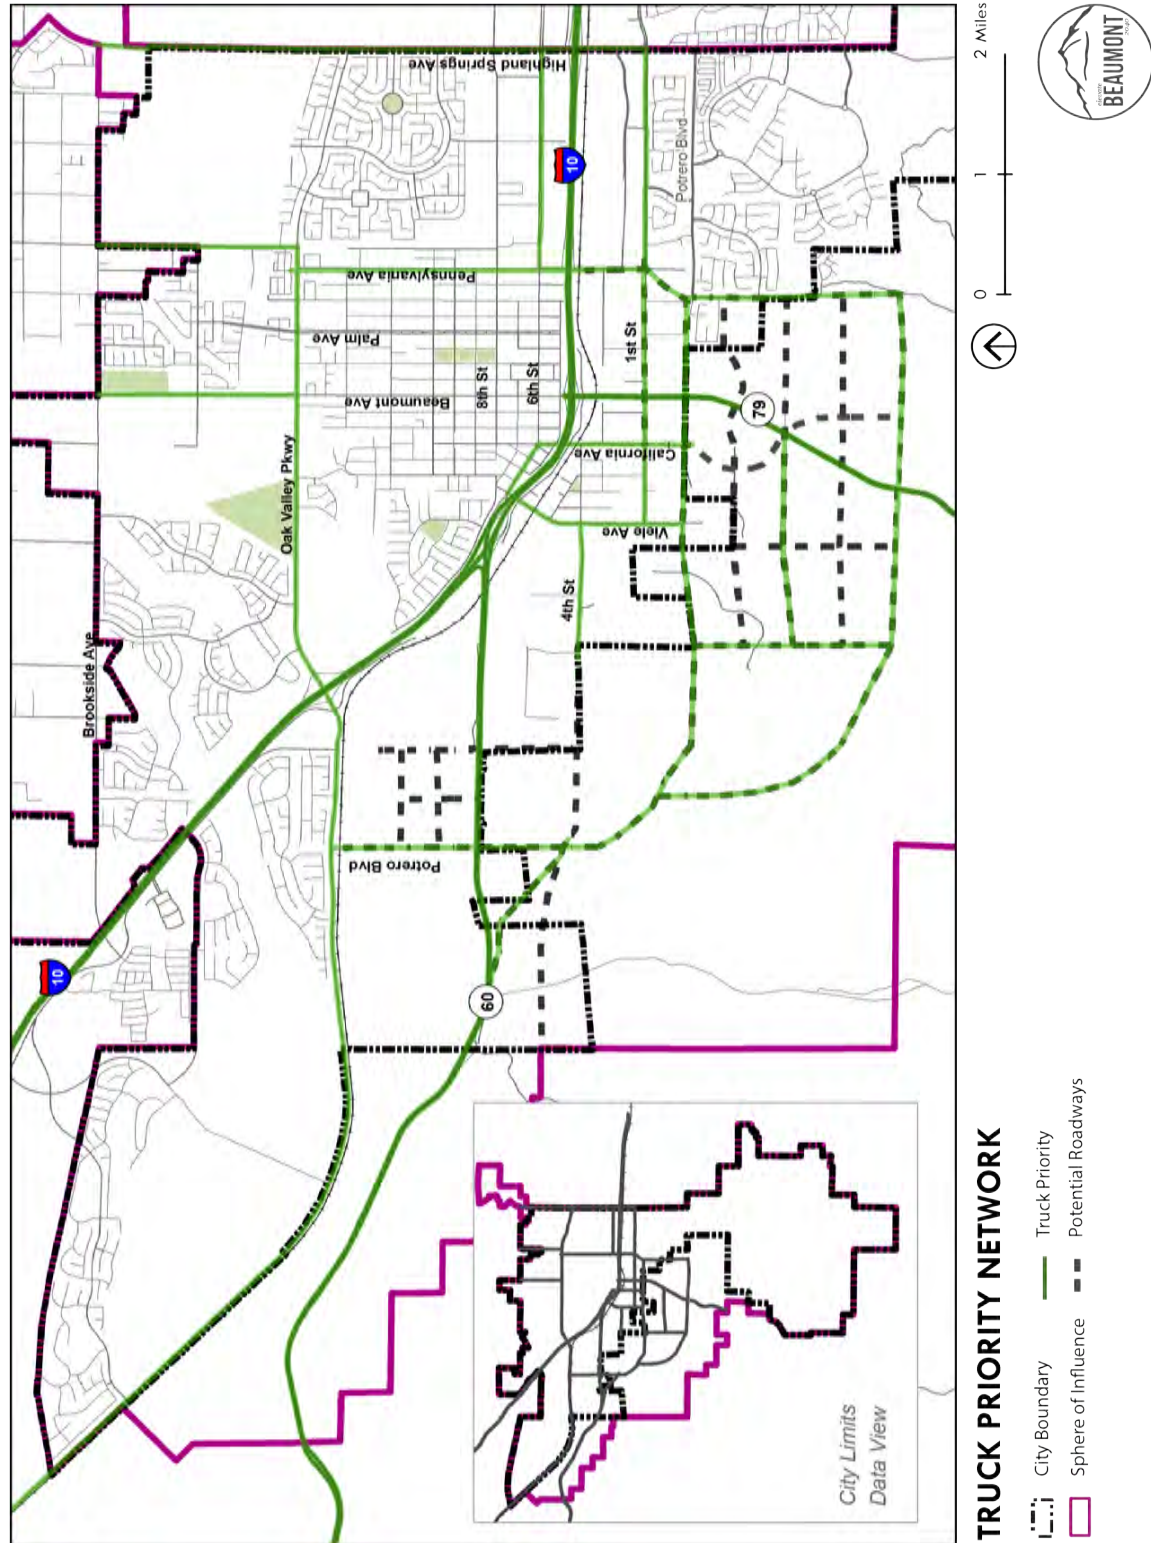 Highland Springs Ave
10
Potrero Blvd
Pennsylvania Ave
Palm Ave
Beaumont Ave
8th St
6th St
1st St
79
California Ave
Viele Ave
4th St
Oak Valley Pkwy
Brookside Ave
Potrero Blvd
10
60
City Limits
Data View
TRUCK PRIORITY NETWORK
City Boundary
Truck Priority
Sphere of Influence
Potential Roadways
0
1
2 Miles
elevate
BEAUMONT